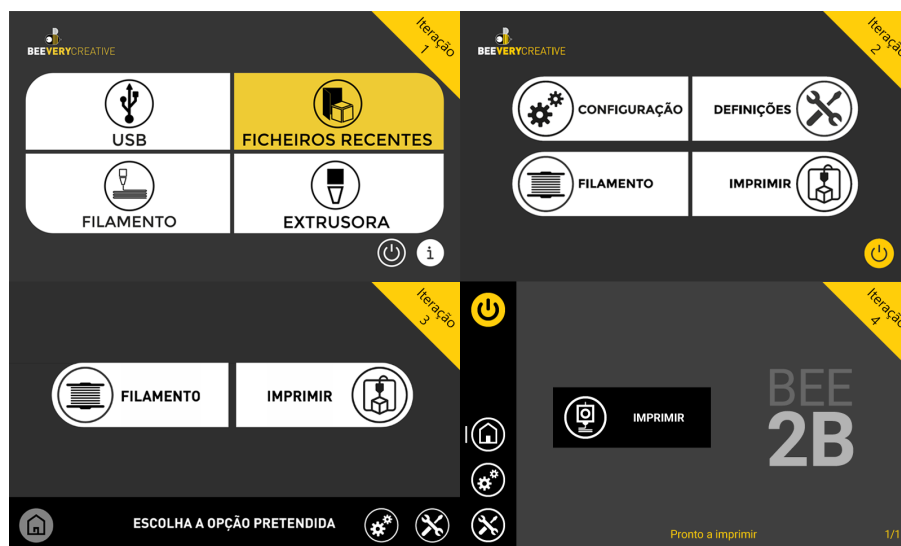 BEEVERYCREATIVE
Iteração
1
USB
FICHEIROS RECENTES
FILAMENTO
EXTRUSORA
i
BEEVERYCREATIVE
Iteração
2
CONFIGURAÇÃO
DEFINIÇÕES
FILAMENTO
IMPRIMIR
Iteração
3
FILAMENTO
IMPRIMIR
ESCOLHA A OPÇÃO PRETENDIDA
Iteração
4
BEE
2B
IMPRIMIR
Pronto a imprimir
1/1